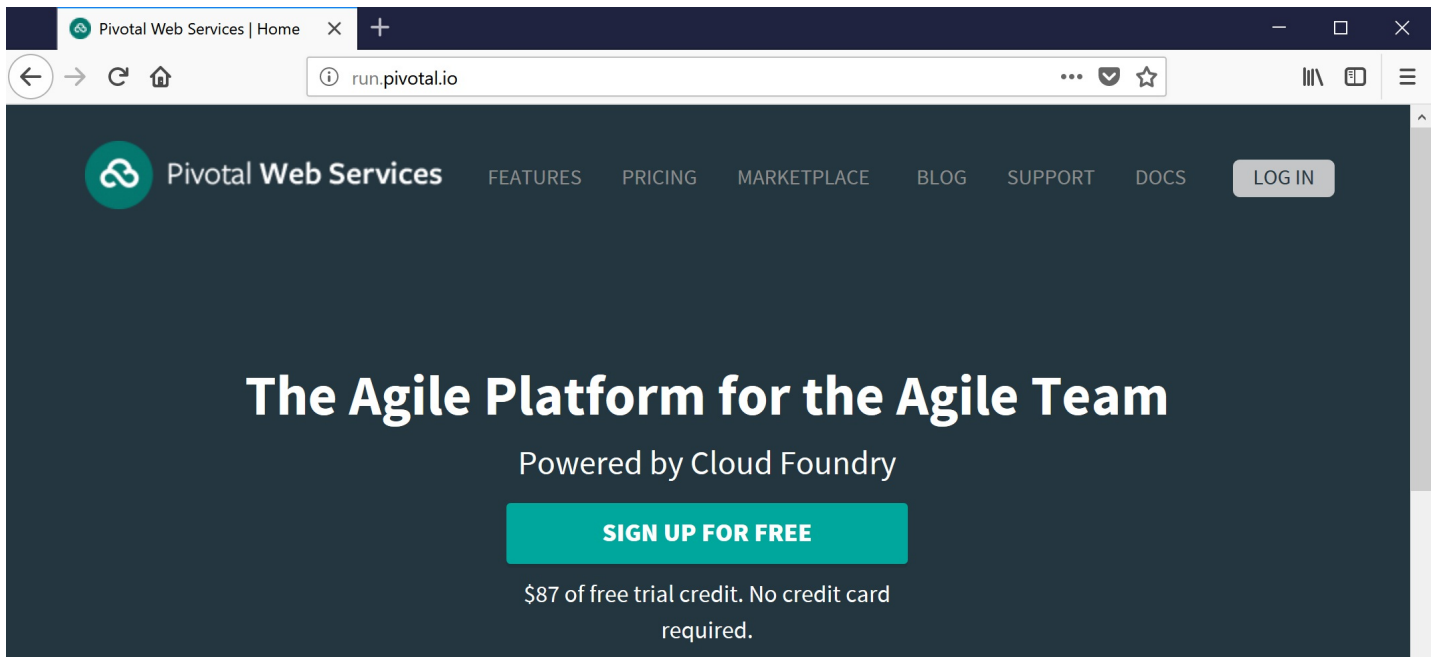 Pivotal Web Services | Home
run.pivotal.io
Pivotal Web Services FEATURES PRICING MARKETPLACE BLOG SUPPORT DOCS LOG IN
The Agile Platform for the Agile Team
Powered by Cloud Foundry
SIGN UP FOR FREE
$87 of free trial credit. No credit card
required.